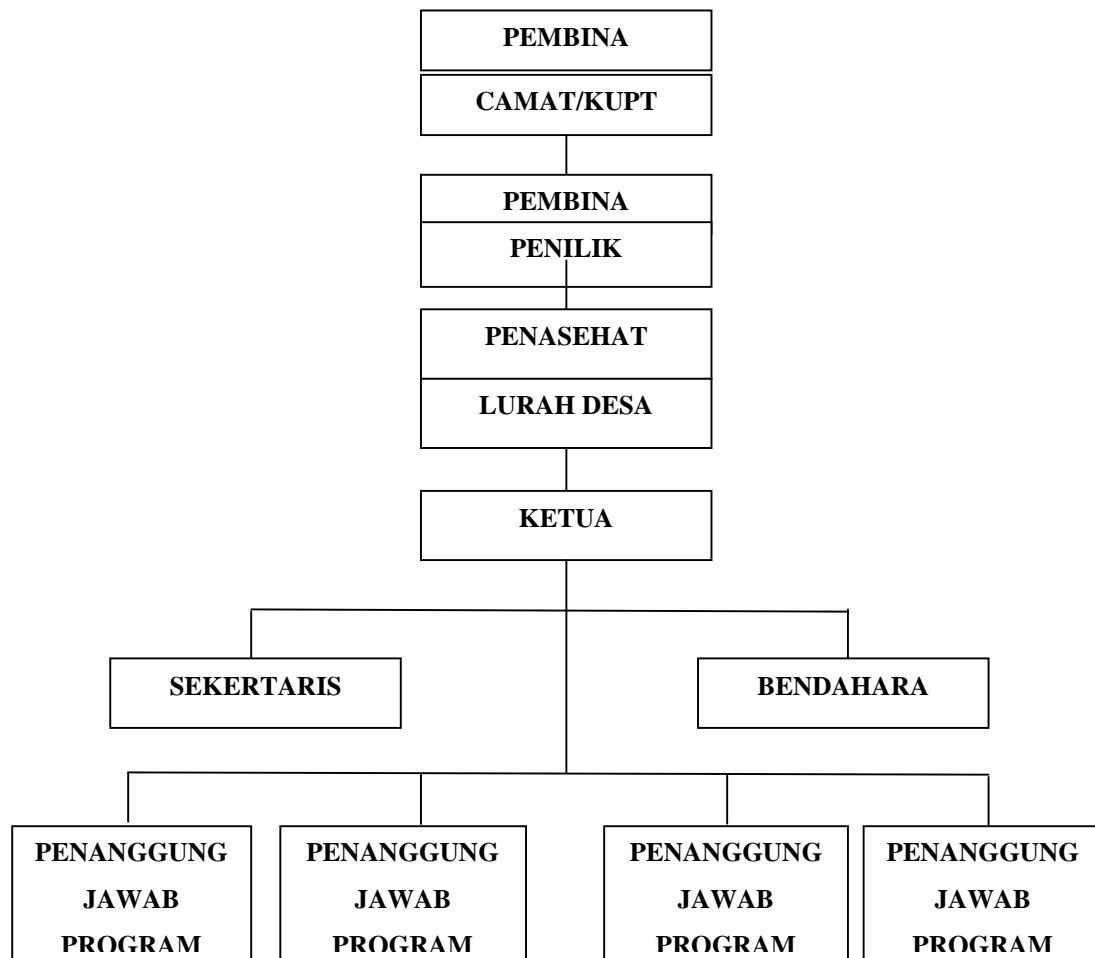 PEMBINA
CAMAT/KUPT
PEMBINA
PENILIK
PENASEHAT
LURAH DESA
KETUA
SEKERTARIS
BENDAHARA
PENANGGUNG
JAWAB
PROGRAM
PENANGGUNG
JAWAB
PROGRAM
PENANGGUNG
JAWAB
PROGRAM
PENANGGUNG
JAWAB
PROGRAM